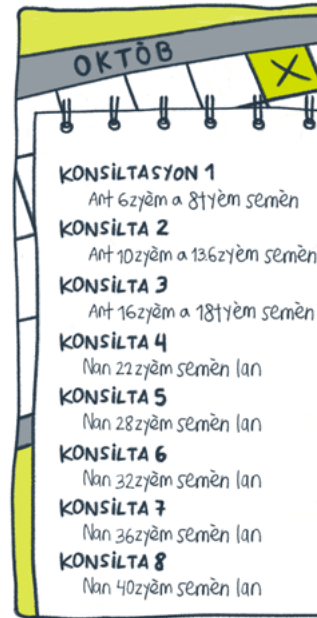 OKTÒB
X
KONSiLTASYON 1
Ant 6zyèm a 8tyèm semèn
KONSiLTA 2
Ant 10zyèm a 13.6zyèm semèn
KONSiLTA 3
Ant 16zyèm a 18tyèm semèn
KONSiLTA 4
Nan 22zyèm semèn lan
KONSiLTA 5
Nan 28zyèm semèn lan
KONSiLTA 6
Nan 32zyèm semèn lan
KONSiLTA 7
Nan 36zyèm semèn lan
KONSiLTA 8
Nan 40zyèm semèn lan